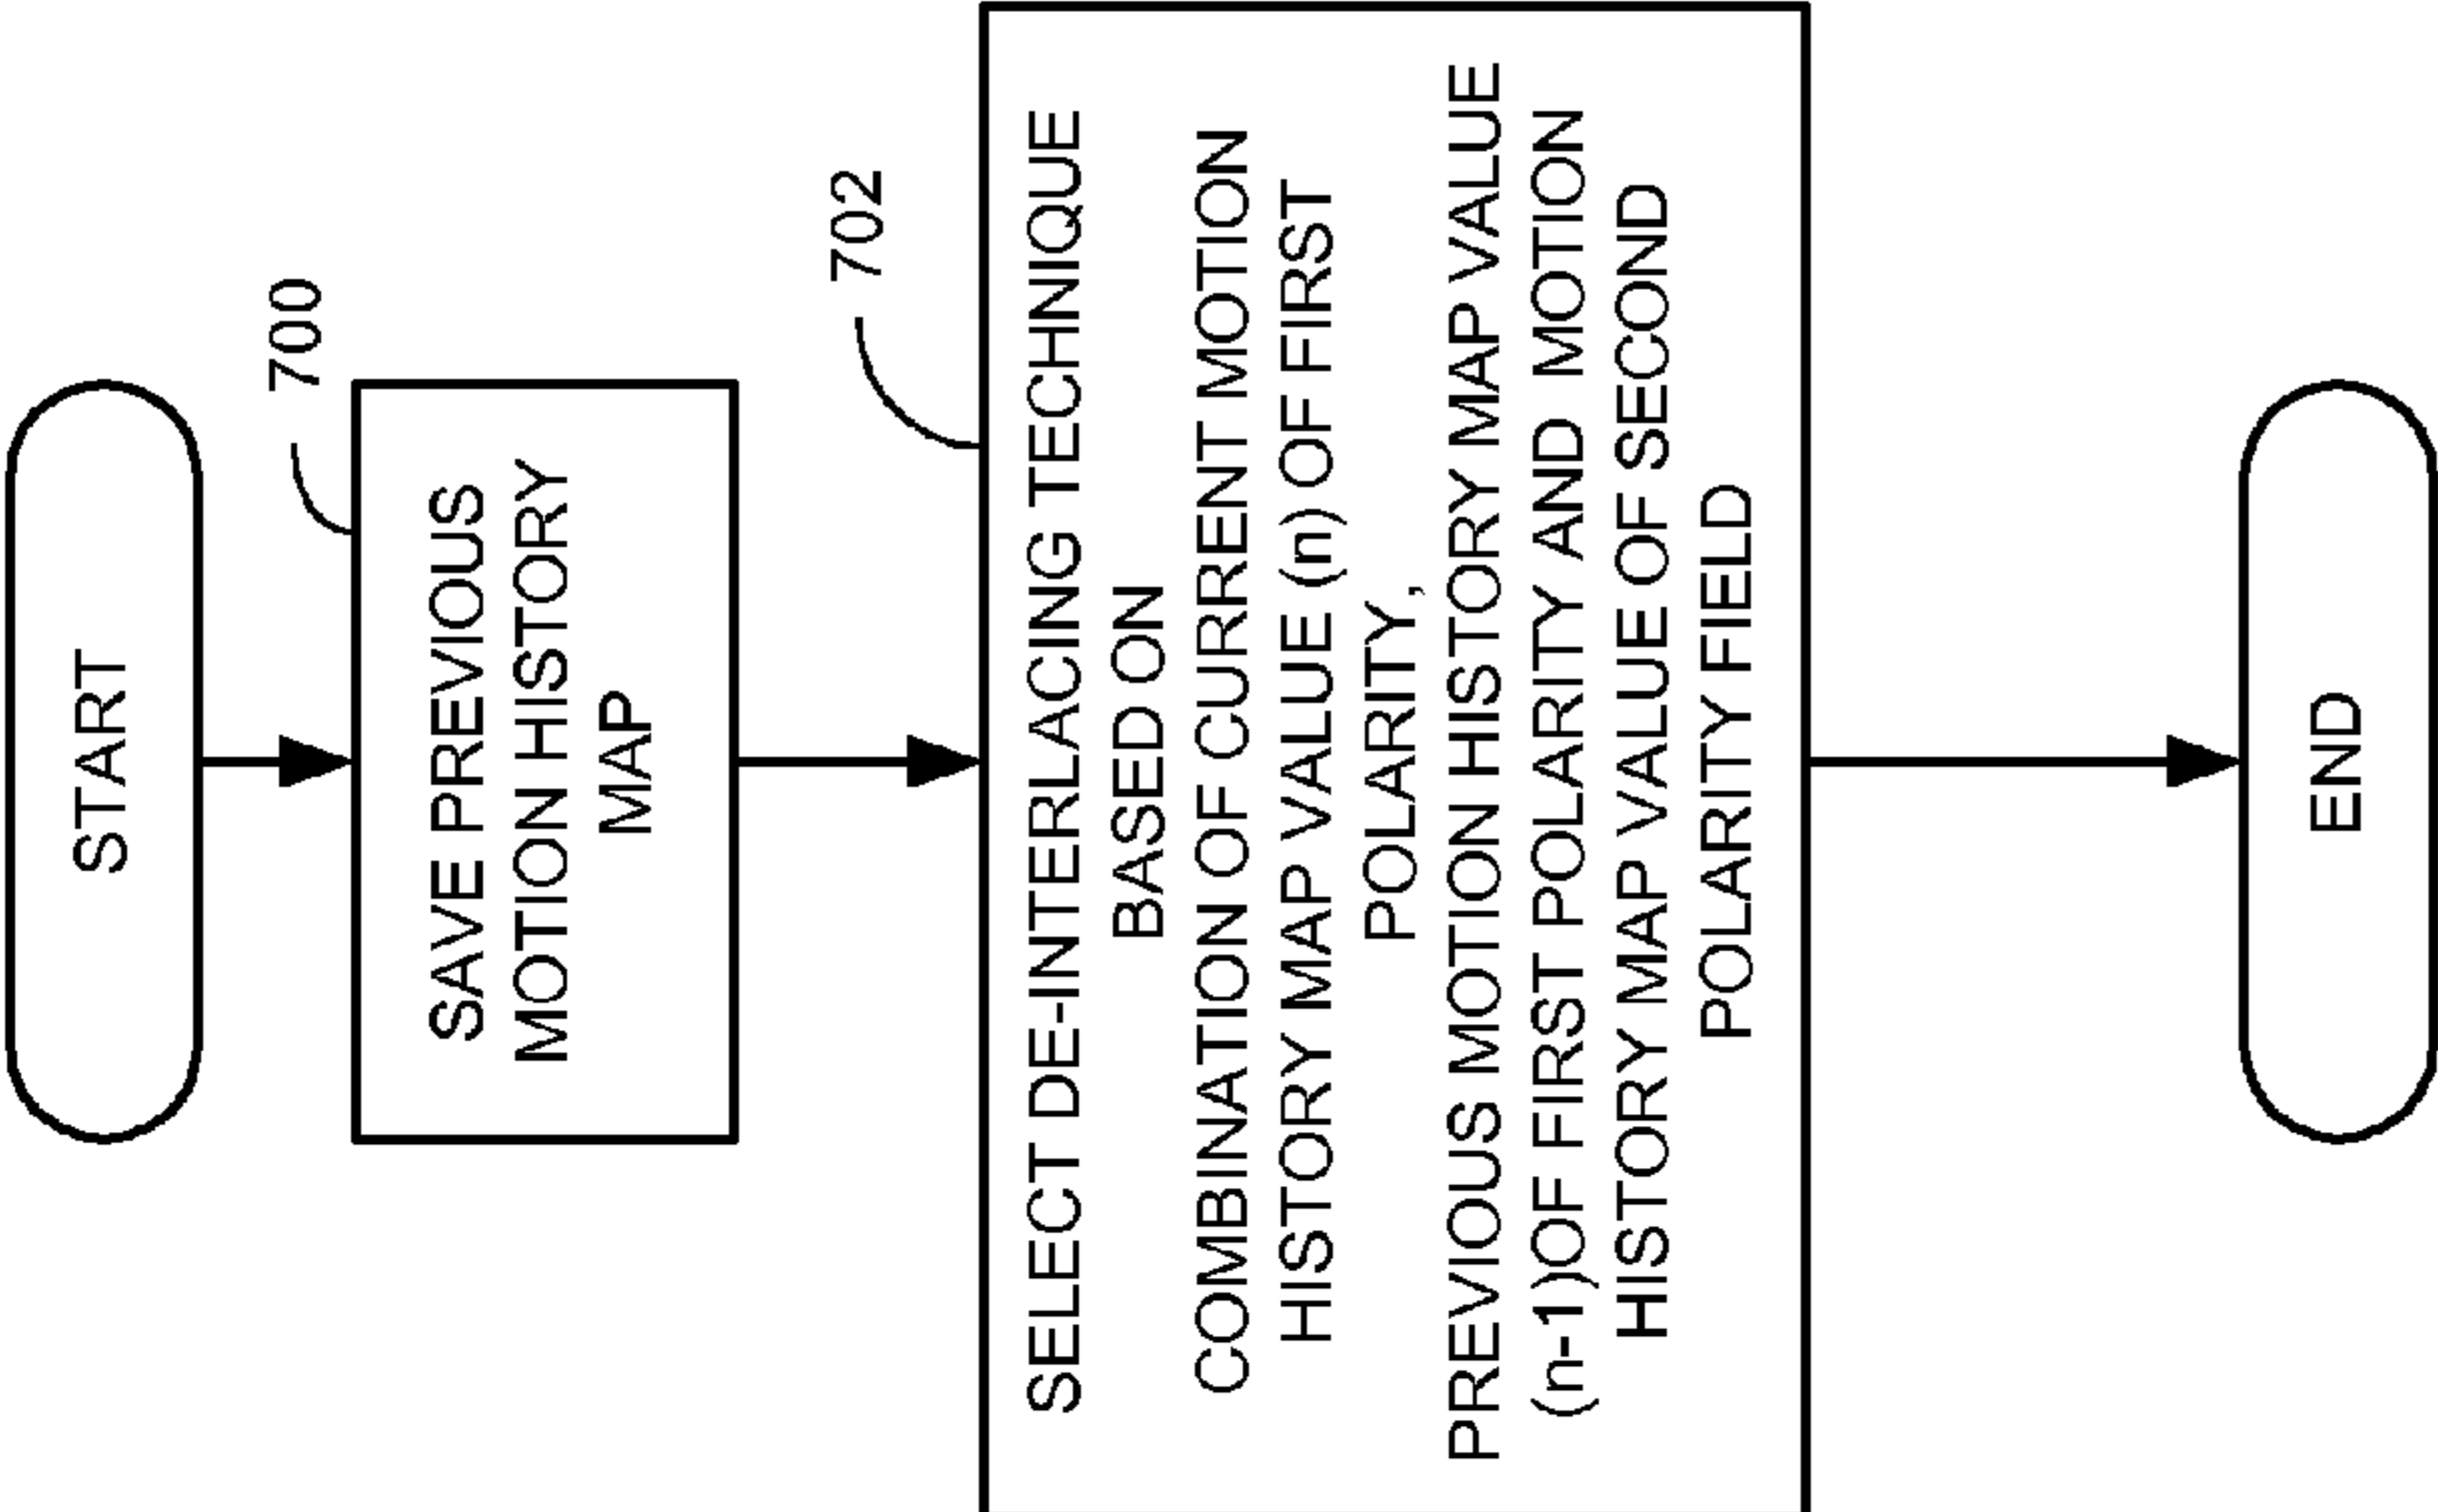 START
700
SAVE PREVIOUS
MOTION HISTORY
MAP
702
SELECT DE-INTERLACING TECHNIQUE
BASED ON
COMBINATION OF CURRENT MOTION
HISTORY MAP VALUE (n) OF FIRST
POLARITY,
PREVIOUS MOTION HISTORY MAP VALUE
(n-1)OF FIRST POLARITY AND MOTION
HISTORY MAP VALUE OF SECOND
POLARITY FIELD
END